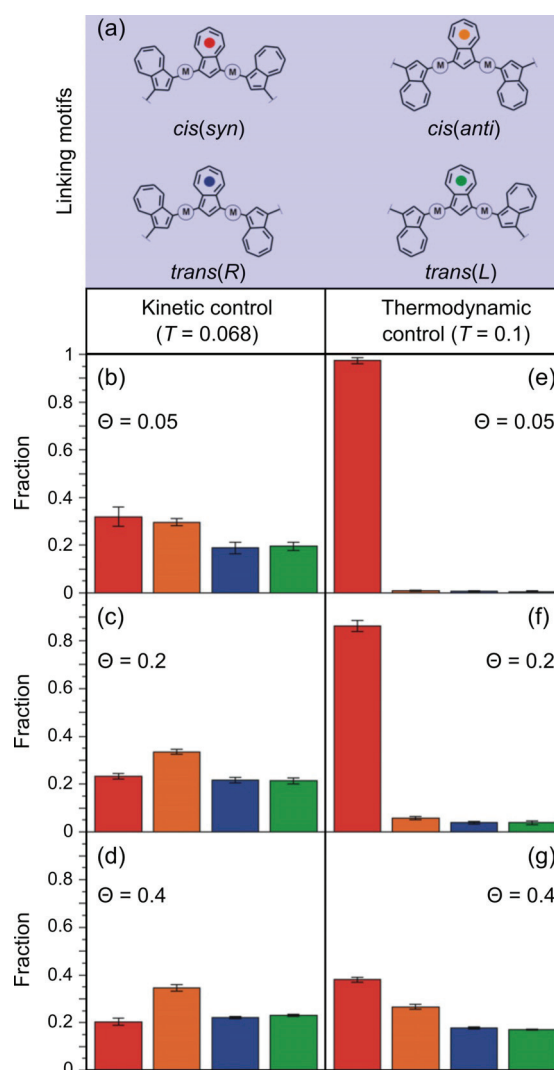 (a)
Linking motifs
M M
cis(syn)
M M
cis(anti)
M M
trans(R)
M M
trans(L)
Kinetic control
(T = 0.068)
Thermodynamic
control (T = 0.1)
Fraction
1
0.8
0.6
0.4
0.2
0
(b)
Θ = 0.05
(e)
Θ = 0.05
Fraction
0.8
0.6
0.4
0.2
0
(c)
Θ = 0.2
(f)
Θ = 0.2
Fraction
0.8
0.6
0.4
0.2
0
(d)
Θ = 0.4
(g)
Θ = 0.4